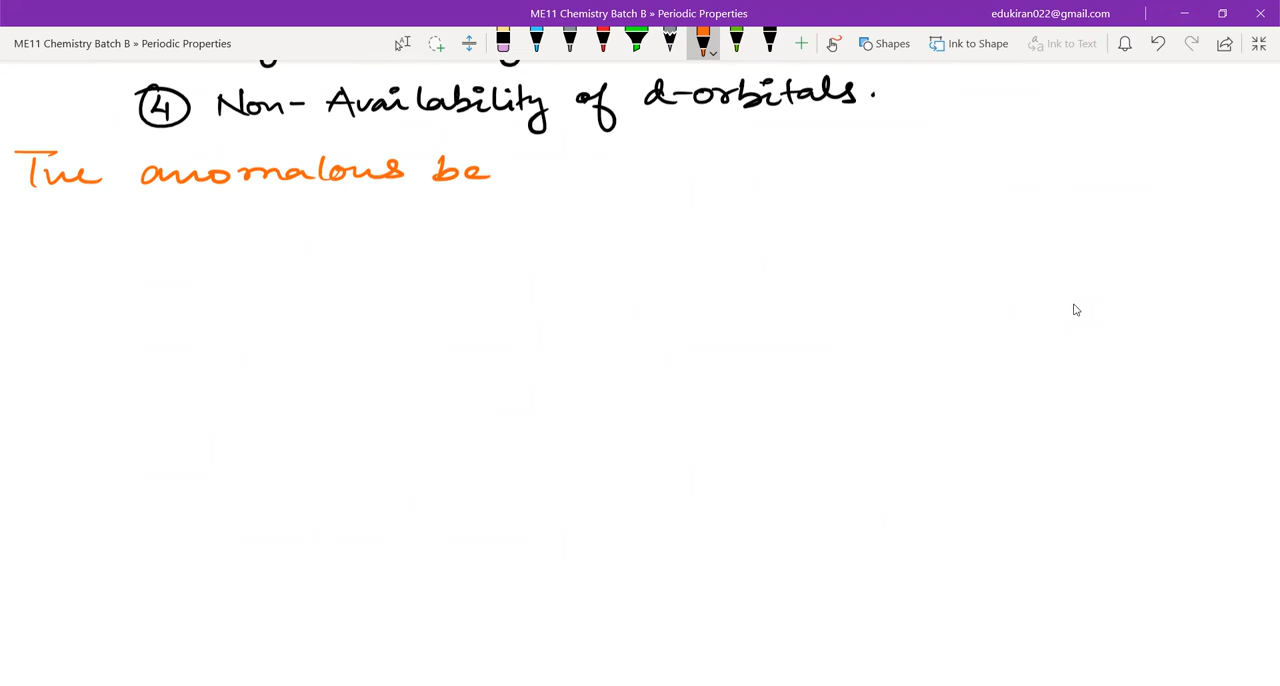 ME11 Chemistry Batch B » Periodic Properties
edukiran022@gmail.com
ME11 Chemistry Batch B » Periodic Properties
Shapes
Ink to Shape
Ink to Text
④ Non-Availability of d-orbitals.
The anomalous be